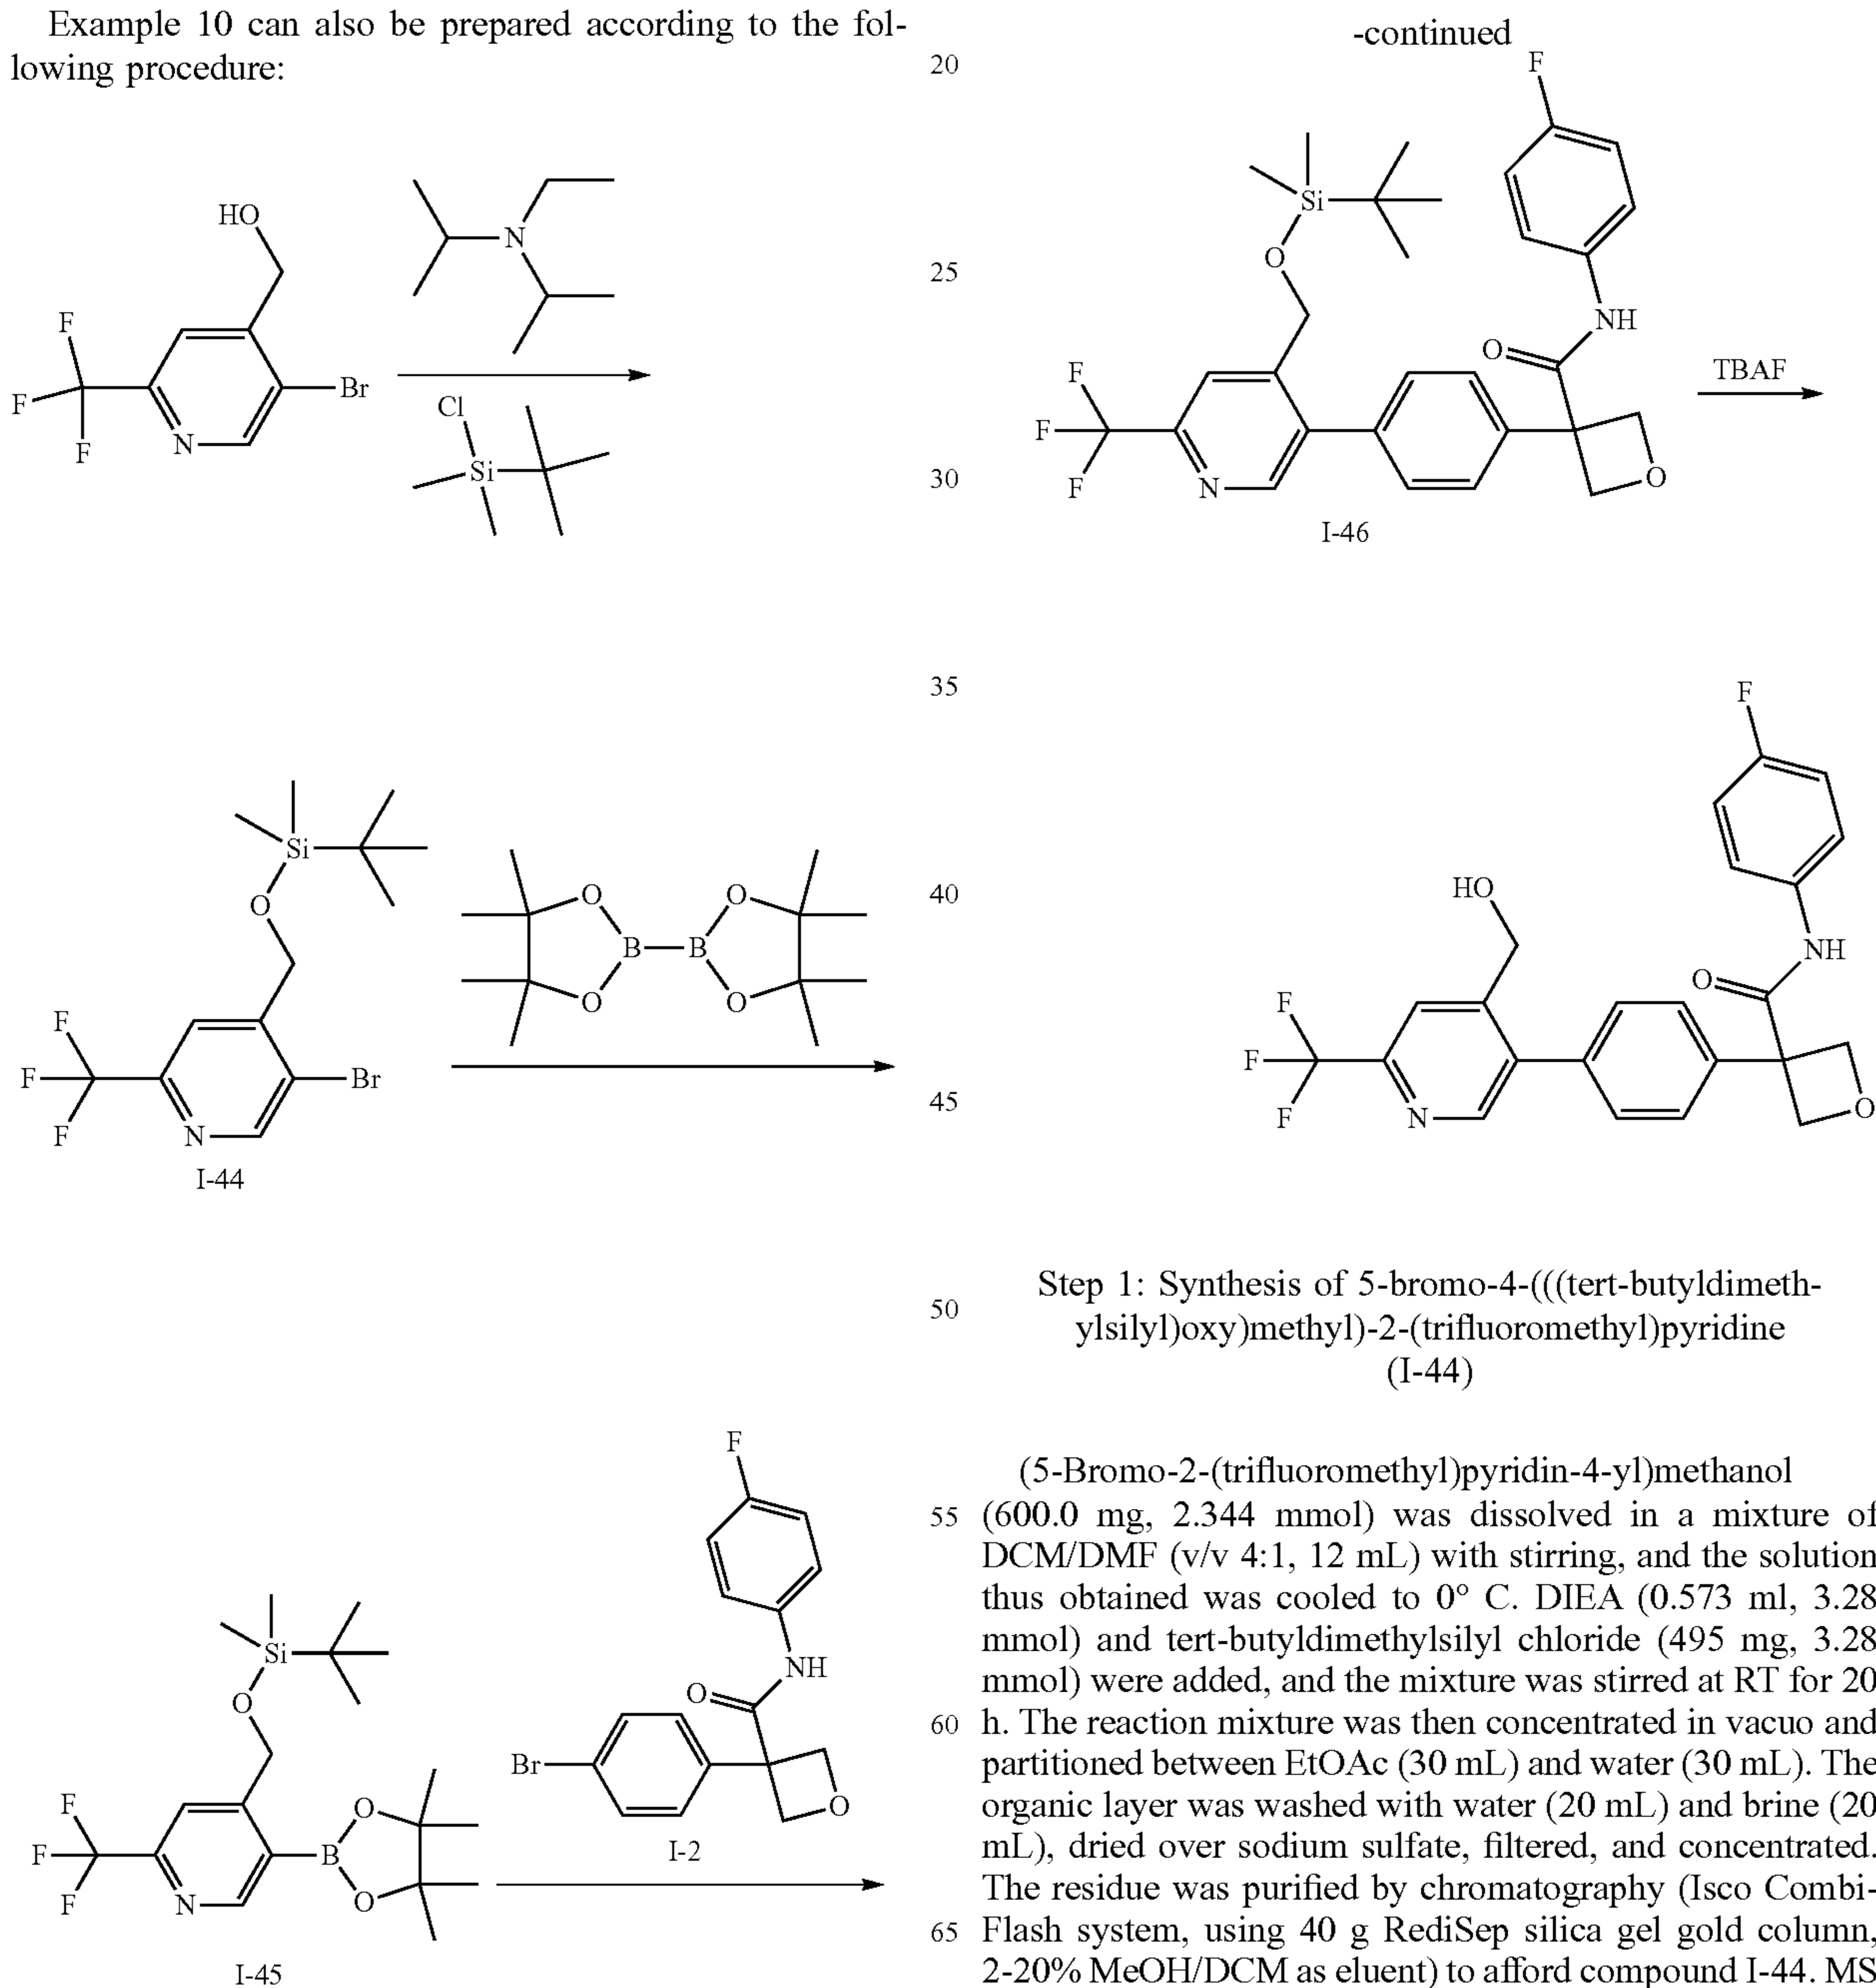 Example 10 can also be prepared according to the fol-
lowing procedure:
HO
N
F
F
F
N
Br
Cl
Si
Si
O
F
F
F
N
Br
I-44
O
O
B
B
O
O
F
NH
O
Br
O
I-2
Si
O
F
F
F
N
B
O
O
I-45
20
25
30
35
40
45
50
55
60
65
-continued
F
Si
O
NH
O
F
F
F
N
O
TBAF
I-46
F
HO
NH
O
F
F
F
N
O
Step 1: Synthesis of 5-bromo-4-(((tert-butyldimeth-
ylsilyl)oxy)methyl)-2-(trifluoromethyl)pyridine
(I-44)
(5-Bromo-2-(trifluoromethyl)pyridin-4-yl)methanol
(600.0 mg, 2.344 mmol) was dissolved in a mixture of
DCM/DMF (v/v 4:1, 12 mL) with stirring, and the solution
thus obtained was cooled to 0° C. DIEA (0.573 ml, 3.28
mmol) and tert-butyldimethylsilyl chloride (495 mg, 3.28
mmol) were added, and the mixture was stirred at RT for 20
h. The reaction mixture was then concentrated in vacuo and
partitioned between EtOAc (30 mL) and water (30 mL). The
organic layer was washed with water (20 mL) and brine (20
mL), dried over sodium sulfate, filtered, and concentrated.
The residue was purified by chromatography (Isco Combi-
Flash system, using 40 g RediSep silica gel gold column,
2-20% MeOH/DCM as eluent) to afford compound I-44. MS